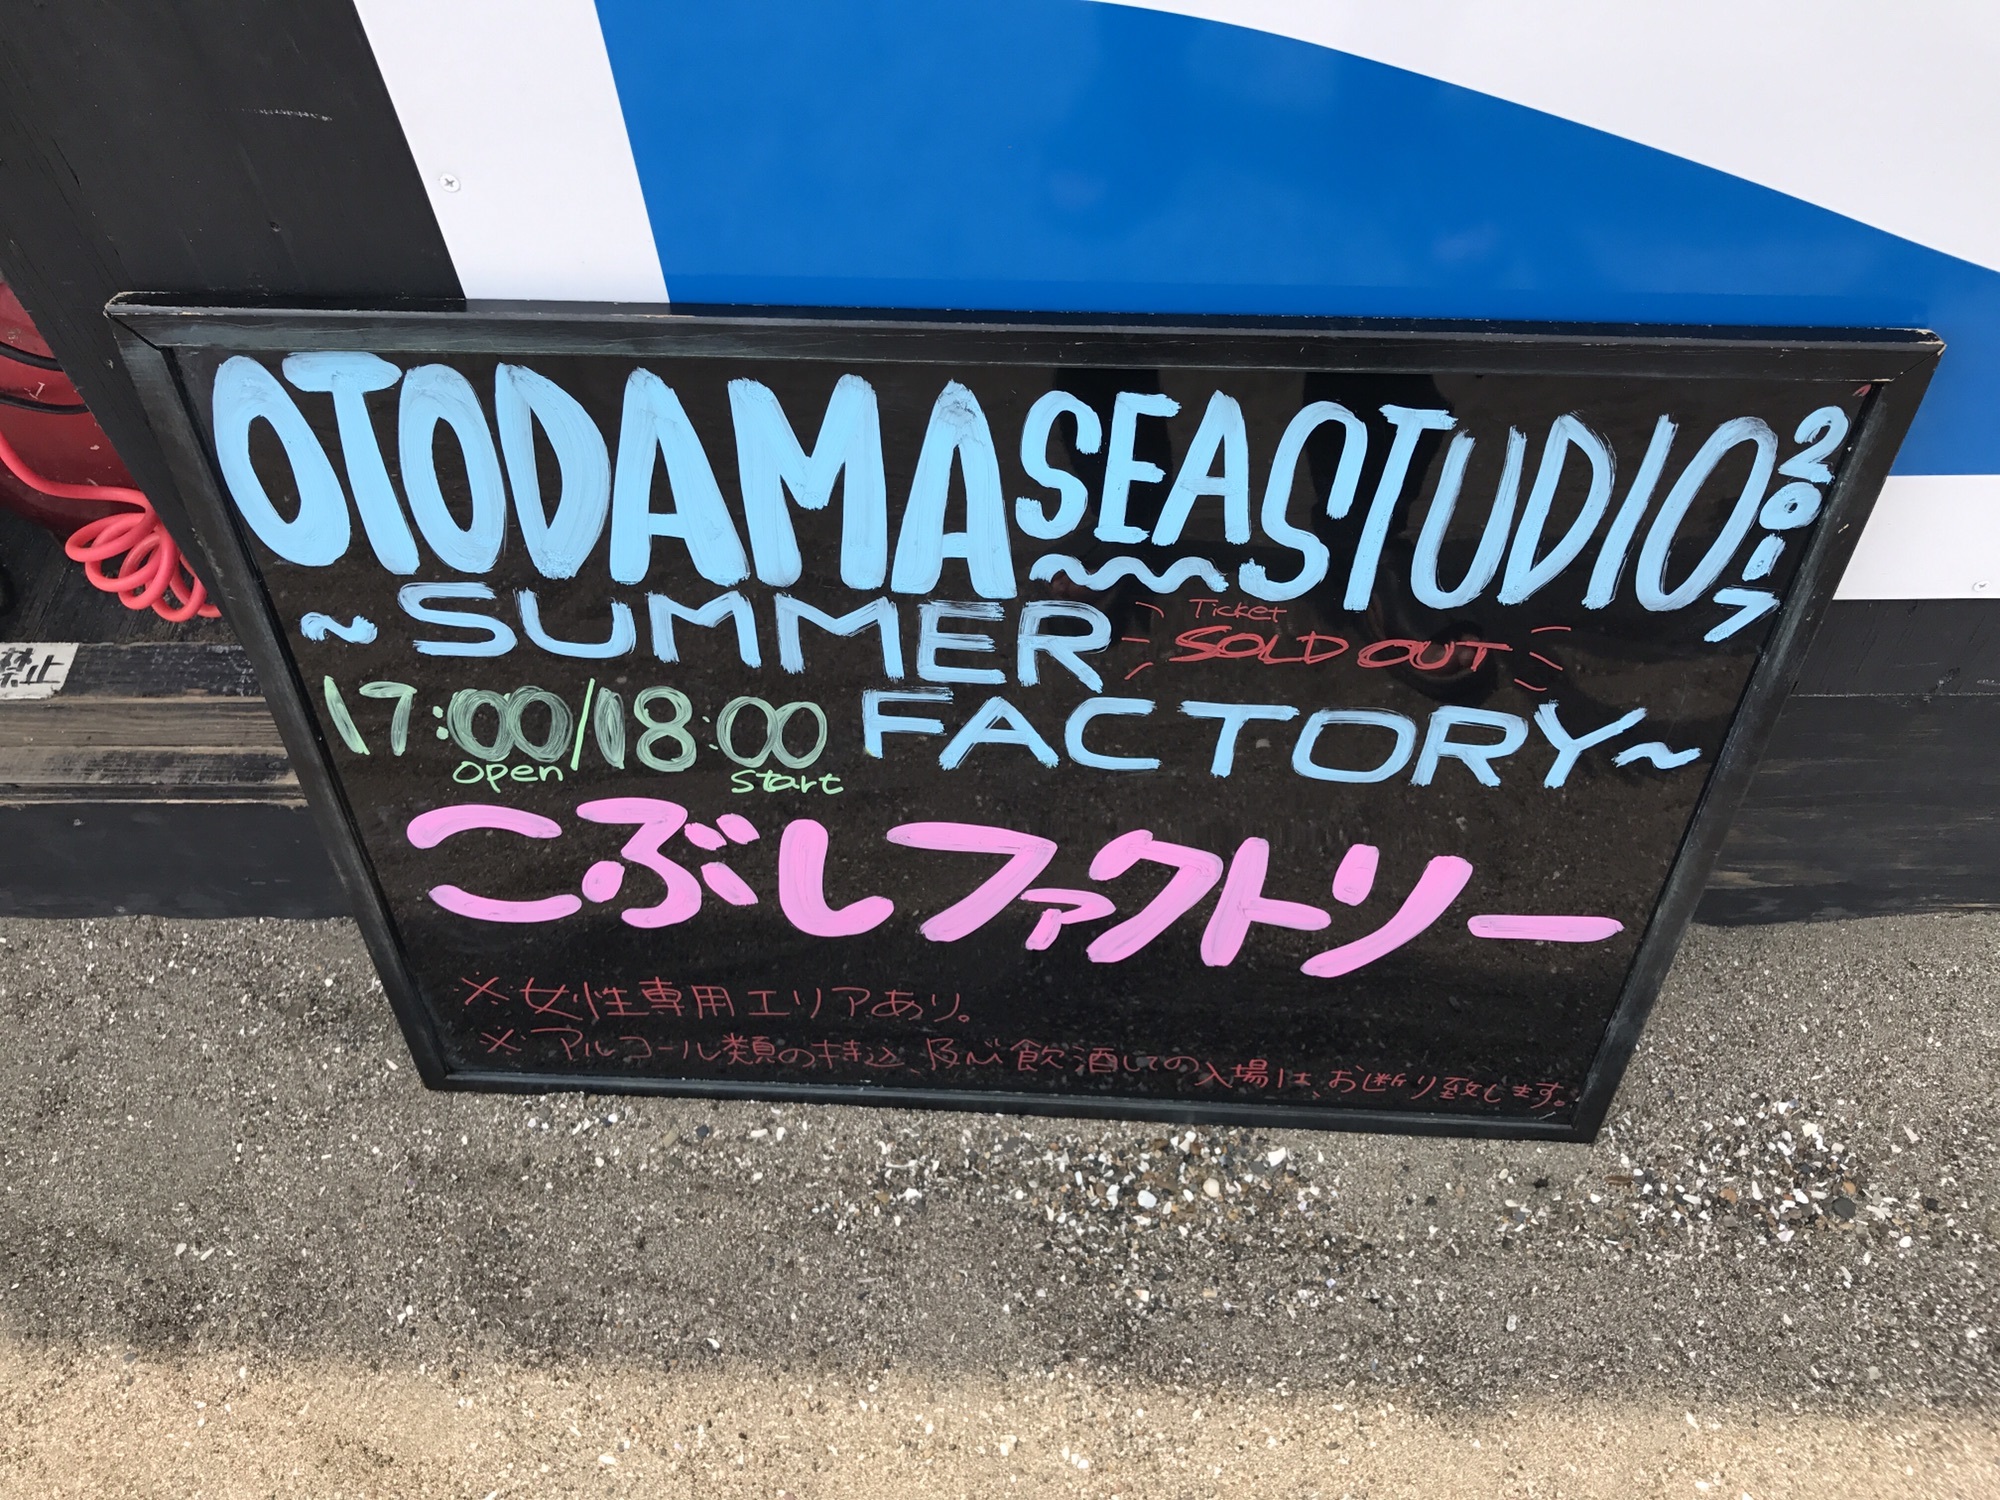 OTODAMA SEA STUDIO 2017
~SUMMER
Ticket
SOLD OUT
17:00/18:00
open
start
FACTORY~
こぶしファクトリー
※女性専用エリアあり。
※アルコール類の持込、及び飲酒しての入場は、お断り致します。
禁止